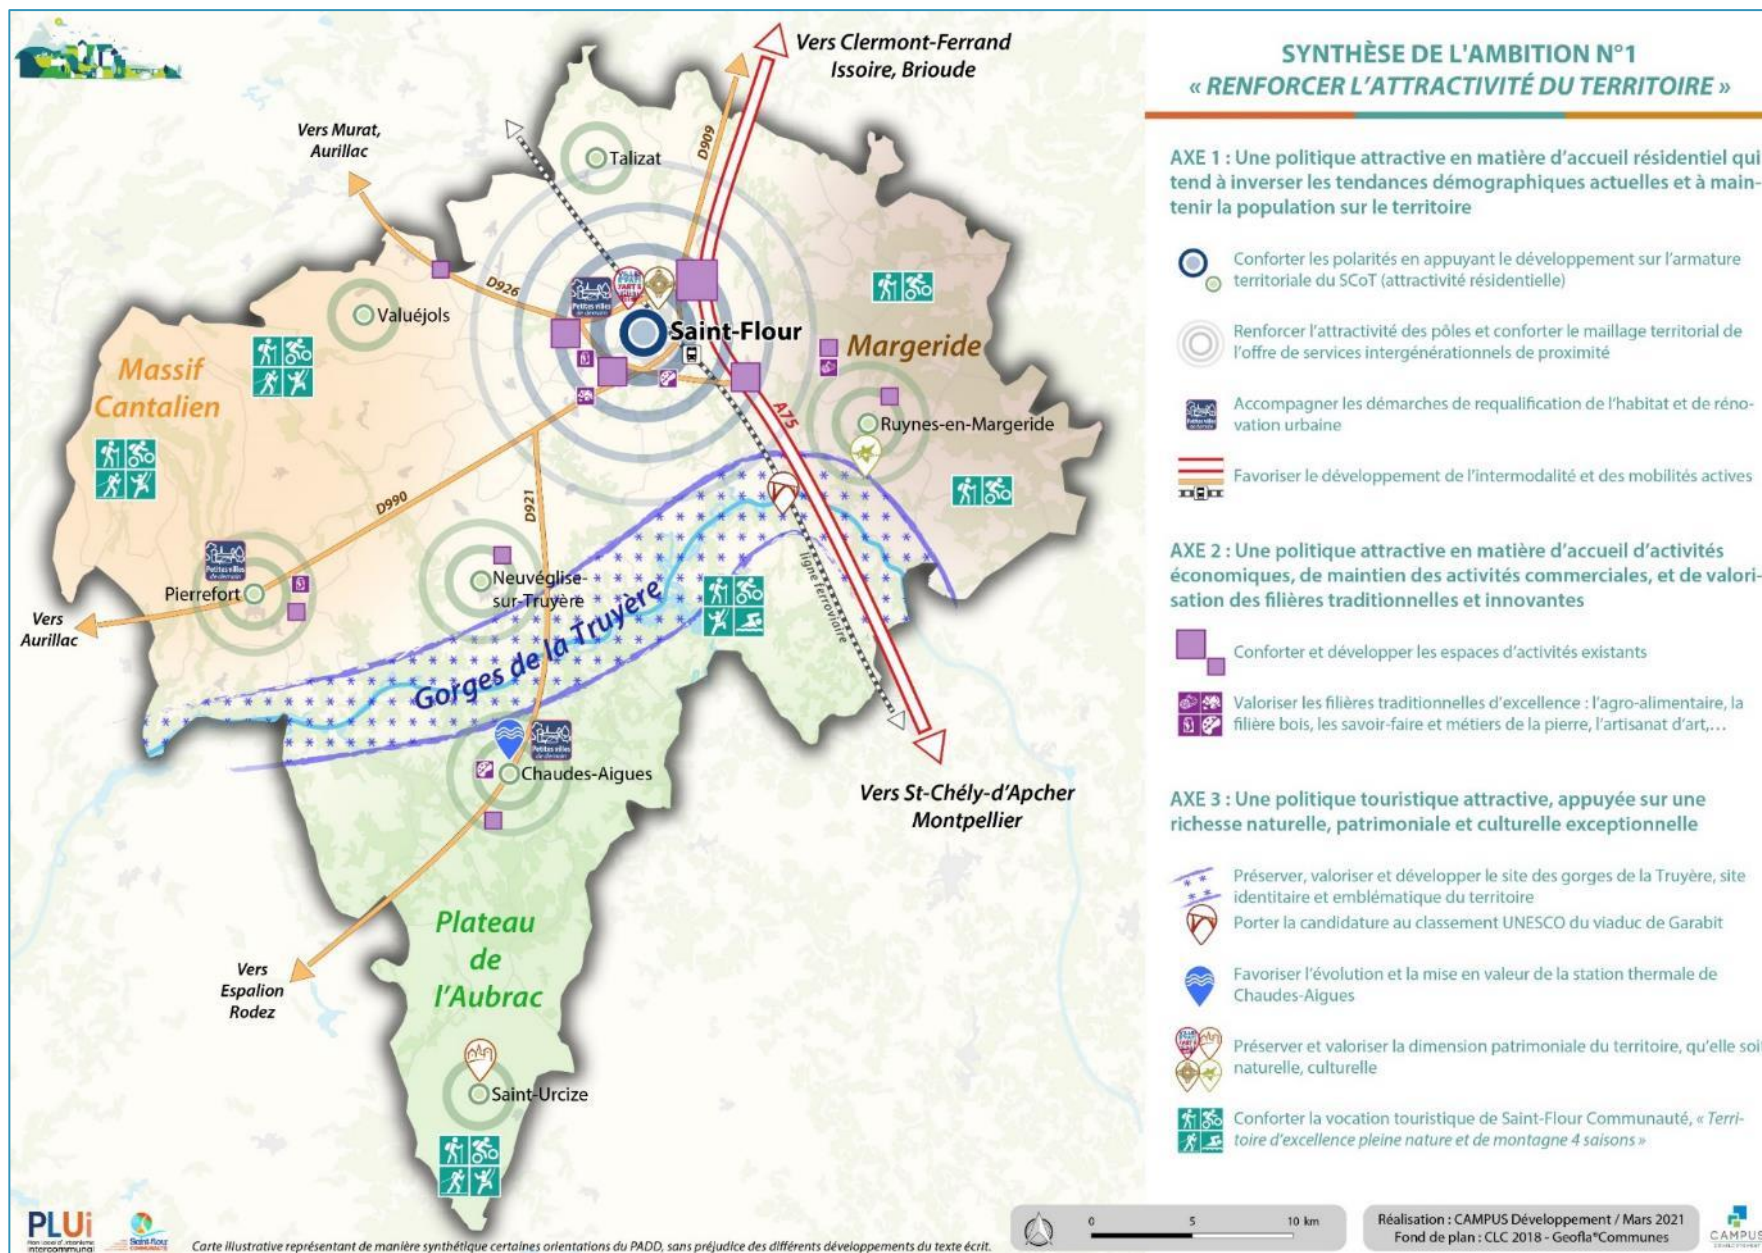 SYNTHÈSE DE L'AMBITION N°1
« RENFORCER L'ATTRACTIVITÉ DU TERRITOIRE »
AXE 1 : Une politique attractive en matière d'accueil résidentiel qui
tend à inverser les tendances démographiques actuelles et à main-
tenir la population sur le territoire
Conforter les polarités en appuyant le développement sur l'armature
territoriale du SCoT (attractivité résidentielle)
Renforcer l'attractivité des pôles et conforter le maillage territorial de
l'offre de services intergénérationnels de proximité
Accompagner les démarches de requalification de l'habitat et de réno-
vation urbaine
Favoriser le développement de l'intermodalité et des mobilités actives
AXE 2 : Une politique attractive en matière d'accueil d'activités
économiques, de maintien des activités commerciales, et de valori-
sation des filières traditionnelles et innovantes
Conforter et développer les espaces d'activités existants
Valoriser les filières traditionnelles d'excellence : l'agro-alimentaire, la
filière bois, les savoir-faire et métiers de la pierre, l'artisanat d'art,...
AXE 3 : Une politique touristique attractive, appuyée sur une
richesse naturelle, patrimoniale et culturelle exceptionnelle
Préserver, valoriser et développer le site des gorges de la Truyère, site
identitaire et emblématique du territoire
Porter la candidature au classement UNESCO du viaduc de Garabit
Favoriser l'évolution et la mise en valeur de la station thermale de
Chaudes-Aigues
Préserver et valoriser la dimension patrimoniale du territoire, qu'elle soit
naturelle, culturelle
Conforter la vocation touristique de Saint-Flour Communauté, « Terri-
toire d'excellence pleine nature et de montagne 4 saisons »
Vers Clermont-Ferrand
Issoire, Brioude
Vers Murat,
Aurillac
D909
Talizat
D926
Petites villes
de demain
Saint-Flour
Valuéjols
Margeride
Massif
Cantalien
A75
Ruynes-en-Margeride
D990
D921
Petites villes
de demain
Pierrefort
Neuvéglise-
sur-Truyère
ligne ferroviaire
Vers
Aurillac
Gorges de la Truyère
Petites villes
de demain
Chaudes-Aigues
Vers St-Chély-d'Apcher
Montpellier
Plateau
de
l'Aubrac
Vers
Espalion
Rodez
Saint-Urcize
0 5 10 km
Réalisation : CAMPUS Développement / Mars 2021
Fond de plan : CLC 2018 - Geofla®Communes
CAMPUS
PLUi
Saint-Flour
Carte illustrative représentant de manière synthétique certaines orientations du PADD, sans préjudice des différents développements du texte écrit.